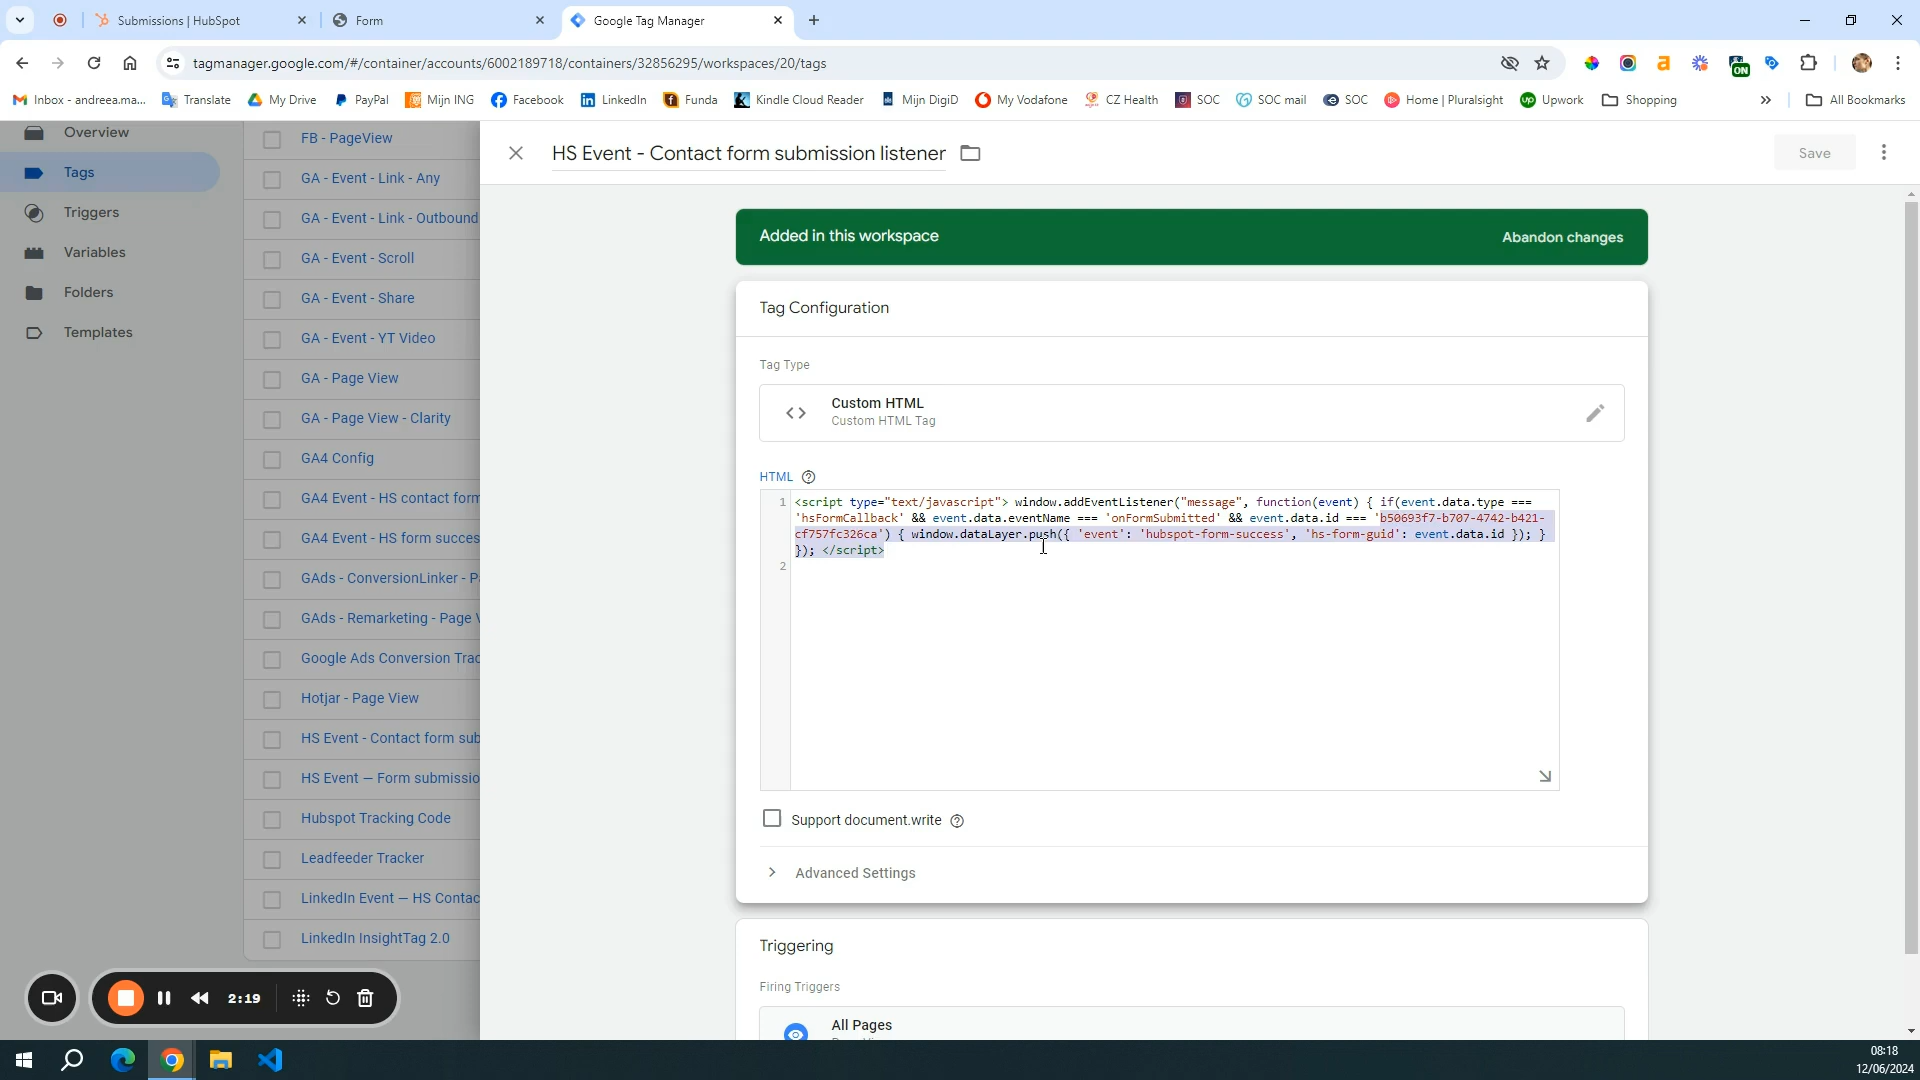 Submissions | HubSpot
Form
Google Tag Manager
tagmanager.google.com/#/container/accounts/6002189718/containers/32856295/workspaces/20/tags
ON
Inbox - andreea.ma...
Translate
My Drive
PayPal
Mijn ING
Facebook
LinkedIn
Funda
Kindle Cloud Reader
Mijn DigiD
My Vodafone
CZ Health
SOC
SOC mail
SOC
Home | Pluralsight
Upwork
Shopping
All Bookmarks
Overview
Tags
Triggers
Variables
Folders
Templates
FB - PageView
GA - Event - Link - Any
GA - Event - Link - Outbound
GA - Event - Scroll
GA - Event - Share
GA - Event - YT Video
GA - Page View
GA - Page View - Clarity
GA4 Config
GA4 Event - HS contact form
GA4 Event - HS form succes
GAds - ConversionLinker - P
GAds - Remarketing - Page V
Google Ads Conversion Trac
Hotjar - Page View
HS Event - Contact form sub
HS Event — Form submissio
Hubspot Tracking Code
Leadfeeder Tracker
LinkedIn Event — HS Contac
LinkedIn InsightTag 2.0
HS Event - Contact form submission listener
Save
Added in this workspace
Abandon changes
Tag Configuration
Tag Type
Custom HTML
Custom HTML Tag
HTML
1 <script type="text/javascript"> window.addEventListener("message", function(event) { if(event.data.type ===
'hsFormCallback' && event.data.eventName === 'onFormSubmitted' && event.data.id === 'b50693f7-b707-4742-b421-
cf757fc326ca') { window.dataLayer.push({ 'event': 'hubspot-form-success', 'hs-form-guid': event.data.id }); }
}); </script>
2
Support document.write
Advanced Settings
Triggering
Firing Triggers
All Pages
2:19
08:18
12/06/2024